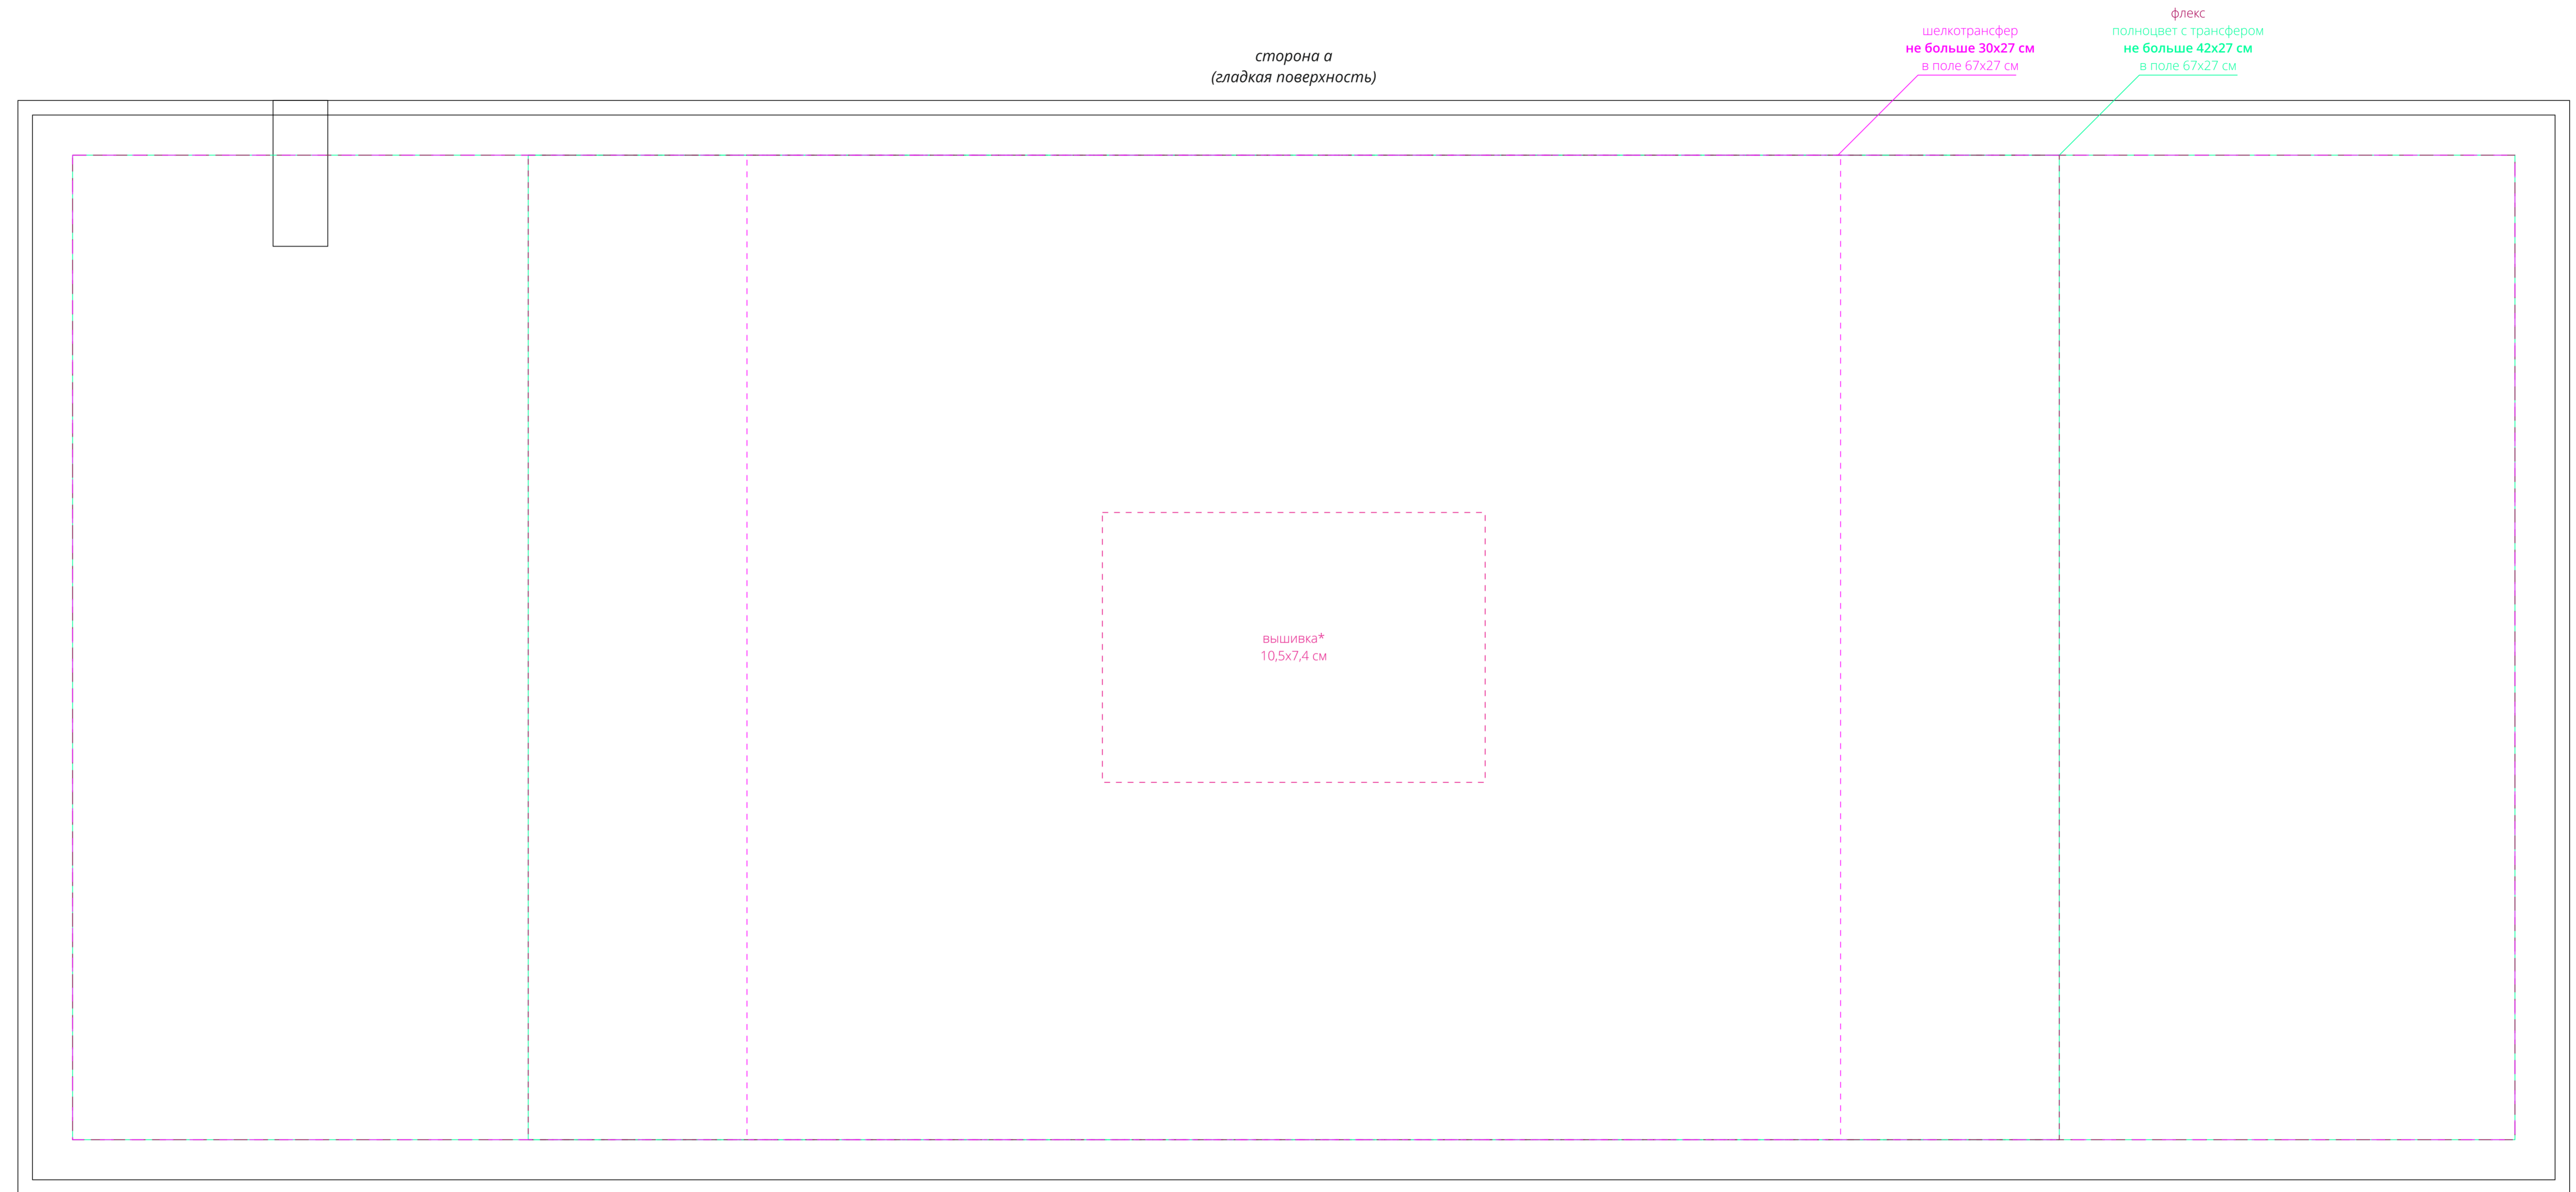 сторона a
(гладкая поверхность)
шелкотрансфер
не больше 30х27 см
в поле 67х27 см
флекс
полноцвет с трансфером
не больше 42х27 см
в поле 67х27 см
вышивка*
10,5х7,4 см